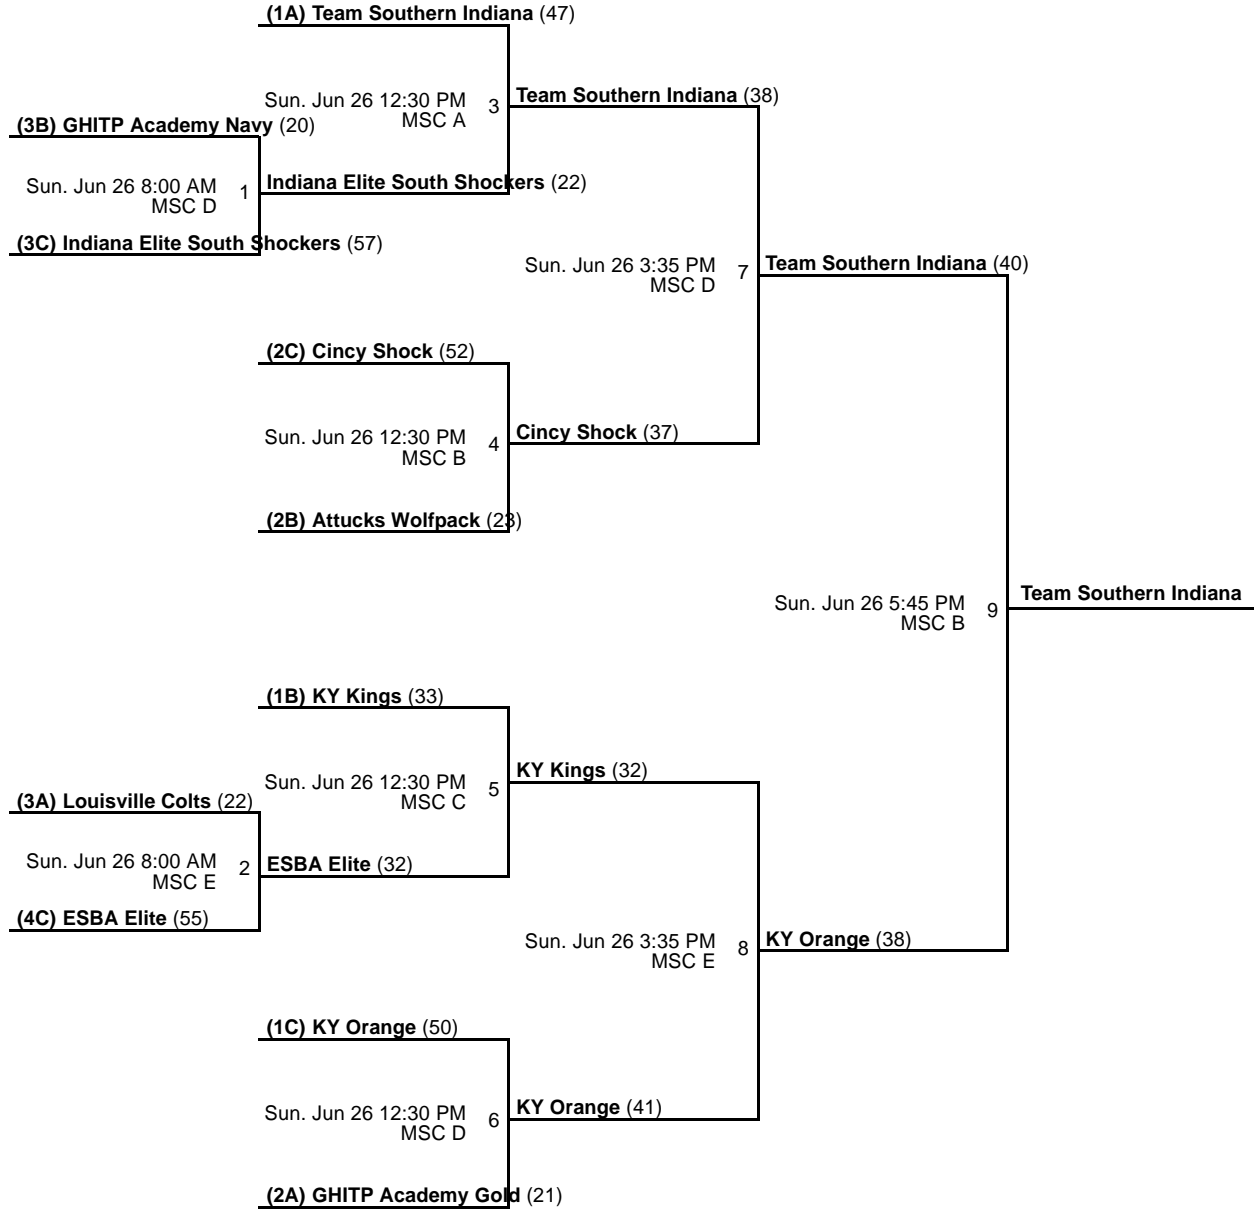 (1A) Team Southern Indiana (47)
Sun. Jun 26 12:30 PM
MSC A
3
Team Southern Indiana (38)
(3B) GHITP Academy Navy (20)
Sun. Jun 26 8:00 AM
MSC D
1
Indiana Elite South Shockers (22)
(3C) Indiana Elite South Shockers (57)
Sun. Jun 26 3:35 PM
MSC D
7
Team Southern Indiana (40)
(2C) Cincy Shock (52)
Sun. Jun 26 12:30 PM
MSC B
4
Cincy Shock (37)
(2B) Attucks Wolfpack (23)
Sun. Jun 26 5:45 PM
MSC B
9
Team Southern Indiana
(1B) KY Kings (33)
Sun. Jun 26 12:30 PM
MSC C
5
KY Kings (32)
(3A) Louisville Colts (22)
Sun. Jun 26 8:00 AM
MSC E
2
ESBA Elite (32)
(4C) ESBA Elite (55)
Sun. Jun 26 3:35 PM
MSC E
8
KY Orange (38)
(1C) KY Orange (50)
Sun. Jun 26 12:30 PM
MSC D
6
KY Orange (41)
(2A) GHITP Academy Gold (21)